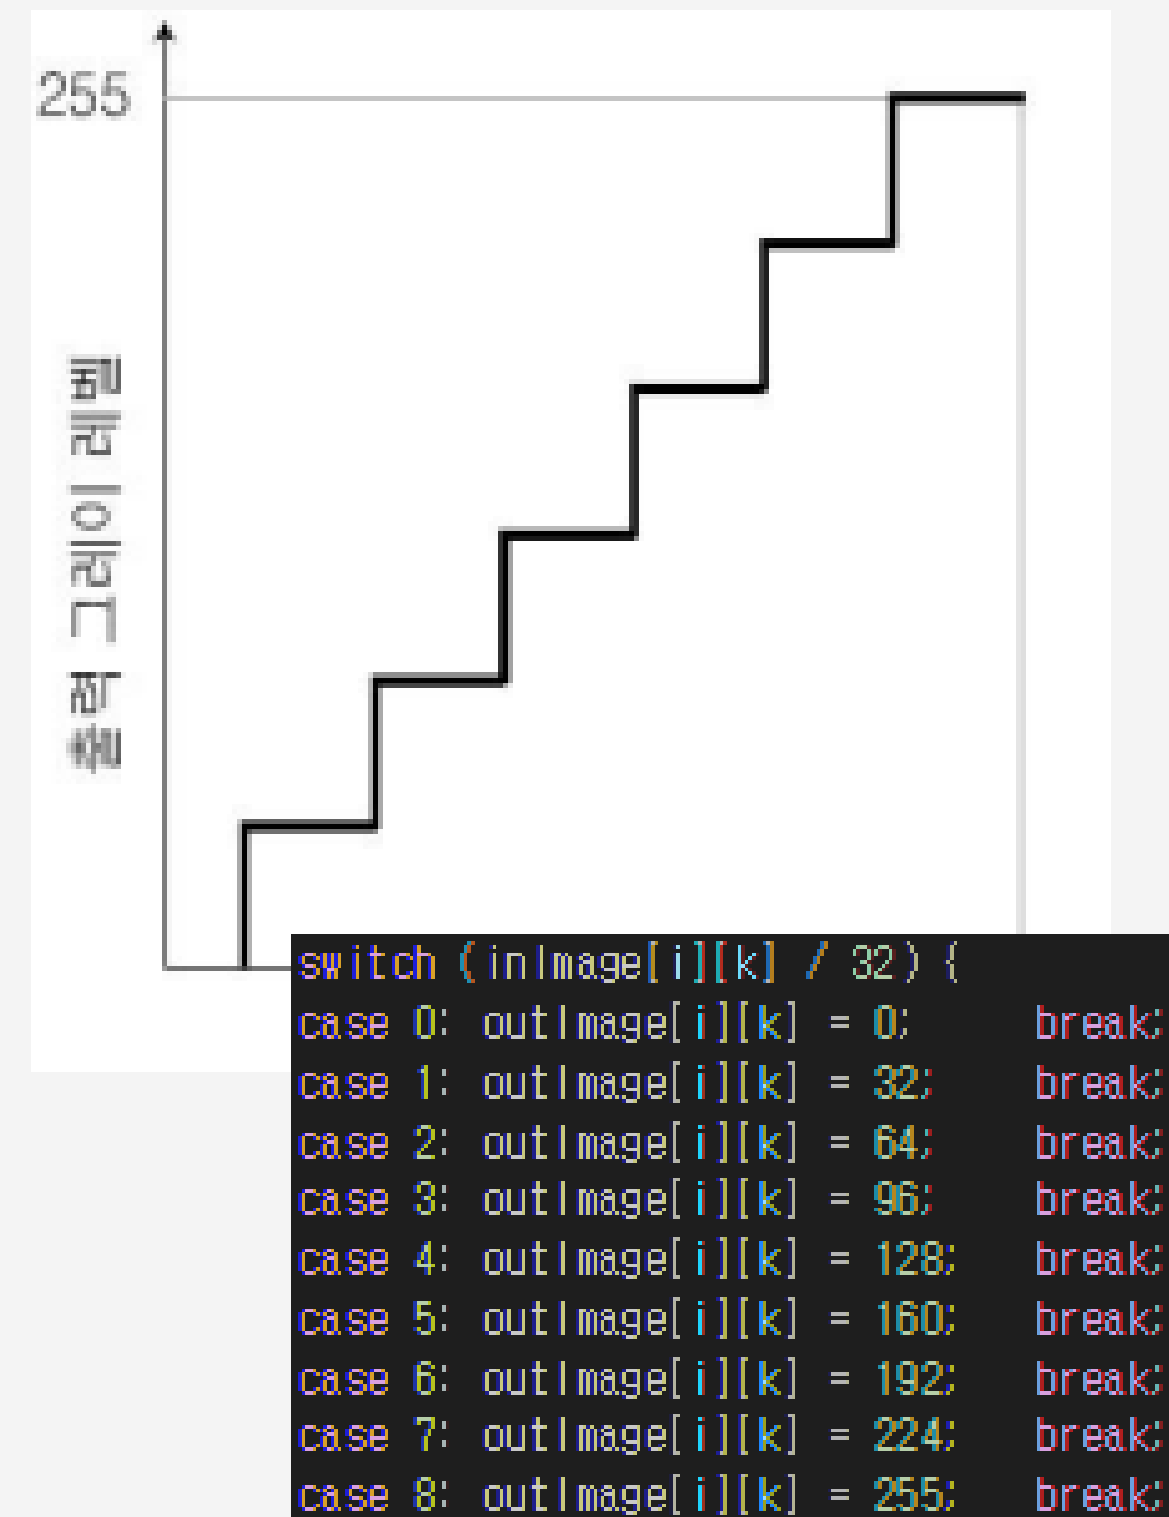 255
출력 그레이 레벨
switch (inImage[i][k] / 32) {
case 0: outImage[i][k] = 0; break;
case 1: outImage[i][k] = 32; break;
case 2: outImage[i][k] = 64; break;
case 3: outImage[i][k] = 96; break;
case 4: outImage[i][k] = 128; break;
case 5: outImage[i][k] = 160; break;
case 6: outImage[i][k] = 192; break;
case 7: outImage[i][k] = 224; break;
case 8: outImage[i][k] = 255; break;